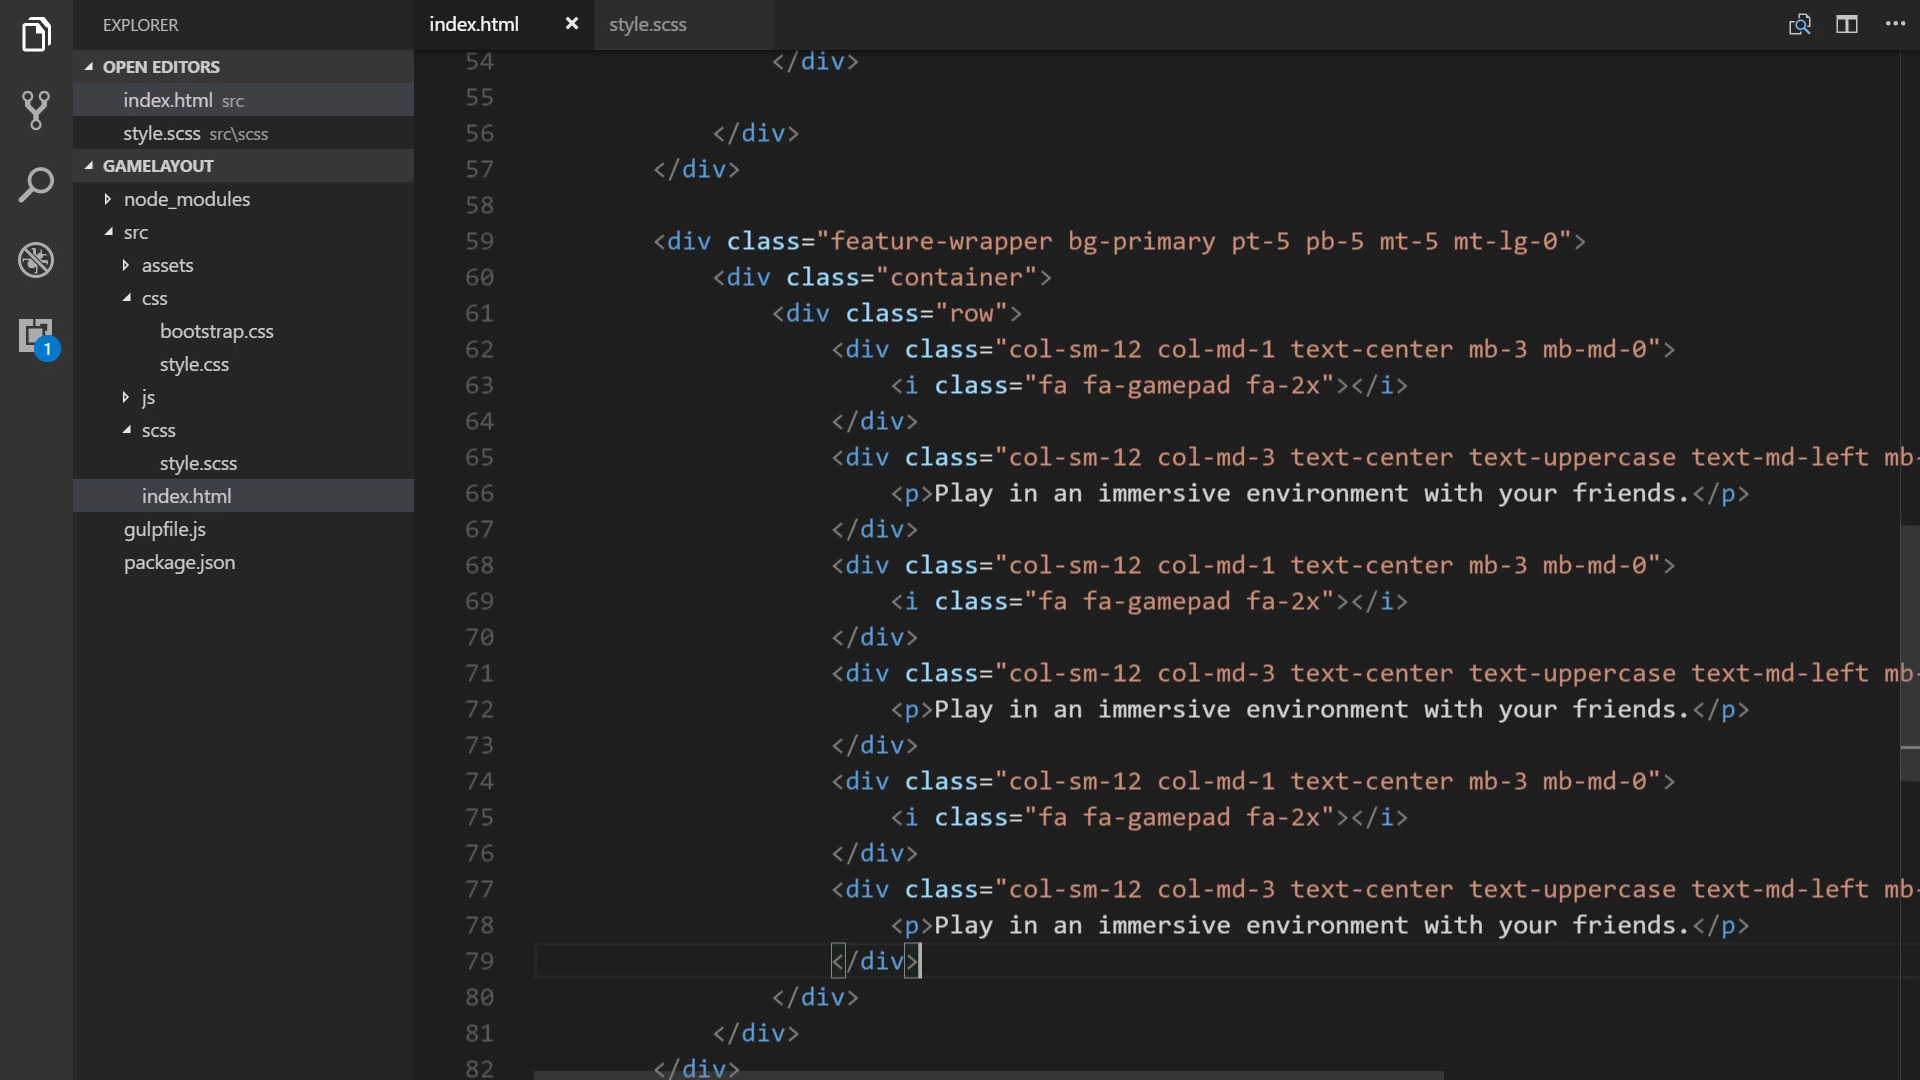 EXPLORER
OPEN EDITORS
index.html src
style.scss src\scss
GAMELAYOUT
node_modules
src
assets
css
bootstrap.css
style.css
js
scss
style.scss
index.html
gulpfile.js
package.json
1
index.html style.scss
54 </div>
55
56 </div>
57 </div>
58
59 <div class="feature-wrapper bg-primary pt-5 pb-5 mt-5 mt-lg-0">
60 <div class="container">
61 <div class="row">
62 <div class="col-sm-12 col-md-1 text-center mb-3 mb-md-0">
63 <i class="fa fa-gamepad fa-2x"></i>
64 </div>
65 <div class="col-sm-12 col-md-3 text-center text-uppercase text-md-left mb-
66 <p>Play in an immersive environment with your friends.</p>
67 </div>
68 <div class="col-sm-12 col-md-1 text-center mb-3 mb-md-0">
69 <i class="fa fa-gamepad fa-2x"></i>
70 </div>
71 <div class="col-sm-12 col-md-3 text-center text-uppercase text-md-left mb-
72 <p>Play in an immersive environment with your friends.</p>
73 </div>
74 <div class="col-sm-12 col-md-1 text-center mb-3 mb-md-0">
75 <i class="fa fa-gamepad fa-2x"></i>
76 </div>
77 <div class="col-sm-12 col-md-3 text-center text-uppercase text-md-left mb-
78 <p>Play in an immersive environment with your friends.</p>
79 </div>
80 </div>
81 </div>
82 </div>